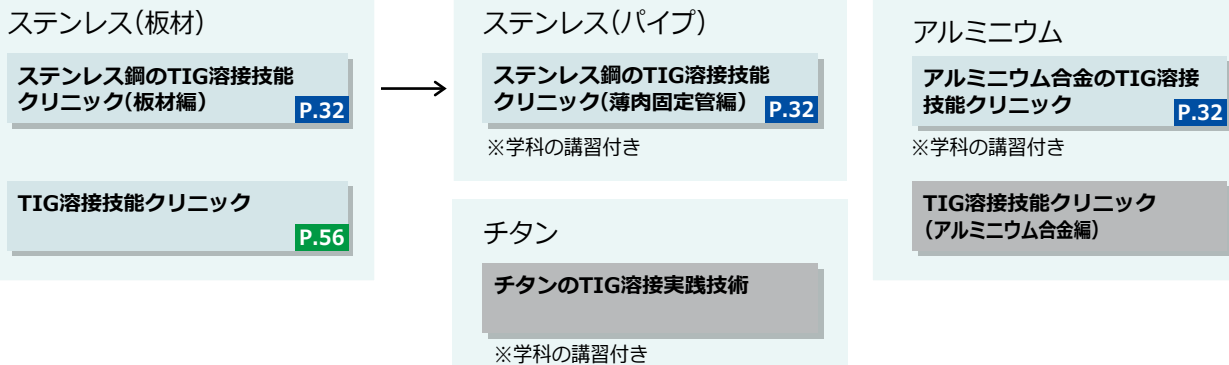 ステンレス(板材)
ステンレス鋼のTIG溶接技能
クリニック(板材編)
P.32
TIG溶接技能クリニック
P.56
ステンレス(パイプ)
ステンレス鋼のTIG溶接技能
クリニック(薄肉固定管編)
P.32
※学科の講習付き
チタン
チタンのTIG溶接実践技術
※学科の講習付き
アルミニウム
アルミニウム合金のTIG溶接
技能クリニック
P.32
※学科の講習付き
TIG溶接技能クリニック
(アルミニウム合金編)